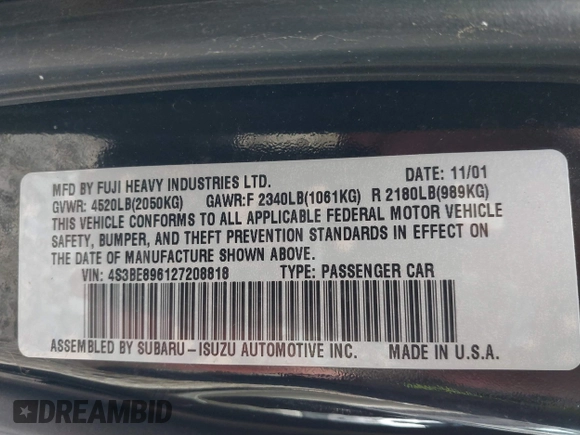 MFD BY FUJI HEAVY INDUSTRIES LTD. DATE: 11/01
GVWR: 4520LB(2050KG) GAWR:F 2340LB(1061KG) R 2180LB(989KG)
THIS VEHICLE CONFORMS TO ALL APPLICABLE FEDERAL MOTOR VEHICLE
SAFETY, BUMPER, AND THEFT PREVENTION STANDARDS IN EFFECT ON
THE DATE OF MANUFACTURE SHOWN ABOVE.
VIN: 4S3BE896127208818 TYPE: PASSENGER CAR
ASSEMBLED BY SUBARU-ISUZU AUTOMOTIVE INC. MADE IN U.S.A.
DREAMBID